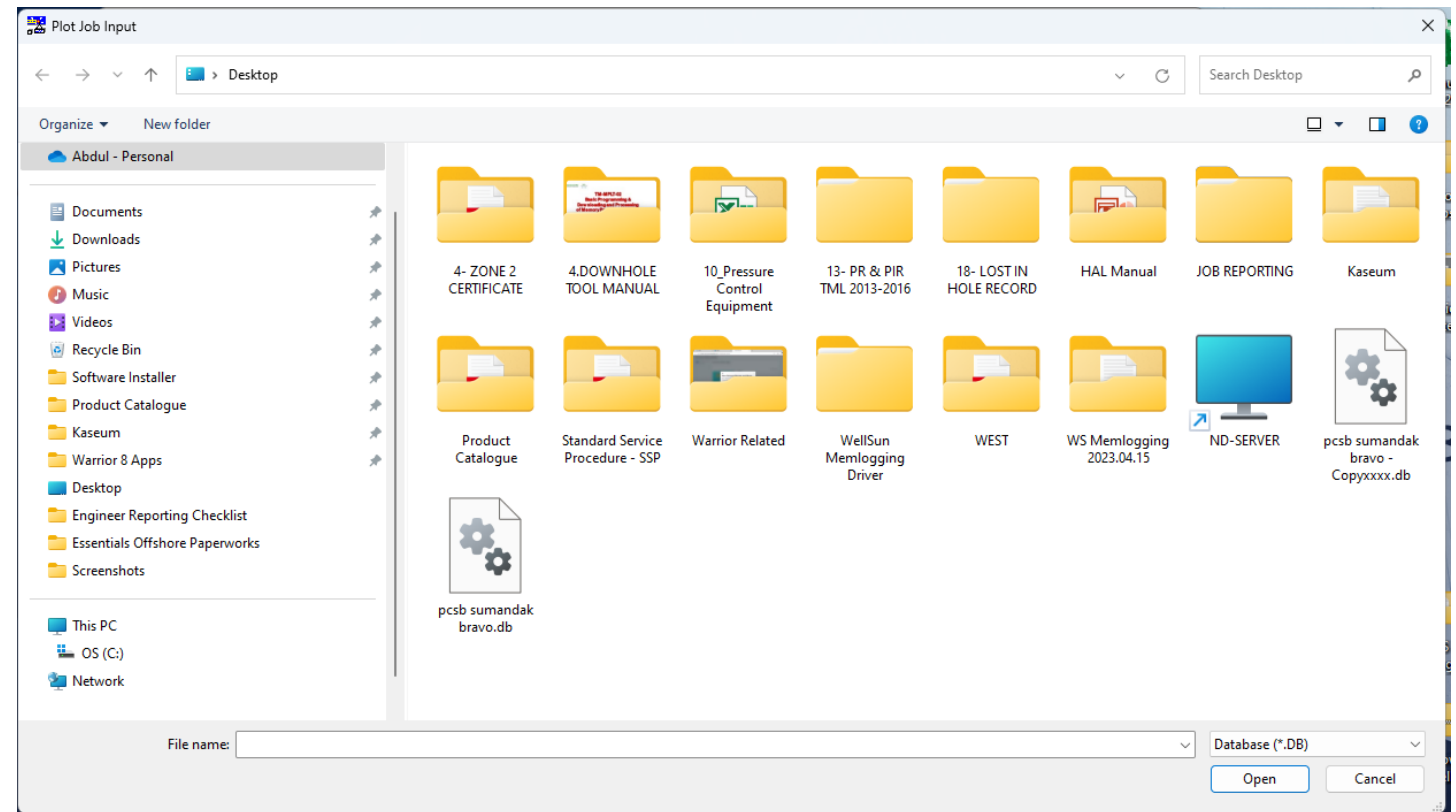 Plot Job Input
Desktop
Search Desktop
Organize
New folder
Abdul - Personal
Documents
Downloads
Pictures
Music
Videos
Recycle Bin
Software Installer
Product Catalogue
Kaseum
Warrior 8 Apps
Desktop
Engineer Reporting Checklist
Essentials Offshore Paperworks
Screenshots
This PC
OS (C:)
Network
TM-MPLT-02
Basic Programming &
4- ZONE 2
CERTIFICATE
4.DOWNHOLE
TOOL MANUAL
10_Pressure
Control
Equipment
13- PR & PIR
TML 2013-2016
18- LOST IN
HOLE RECORD
HAL Manual
JOB REPORTING
Kaseum
Product
Catalogue
Standard Service
Procedure - SSP
Warrior Related
WellSun
Memlogging
Driver
WEST
WS Memlogging
2023.04.15
ND-SERVER
pcsb sumandak
bravo -
Copyxxxx.db
pcsb sumandak
bravo.db
File name:
Database (*.DB)
Open
Cancel